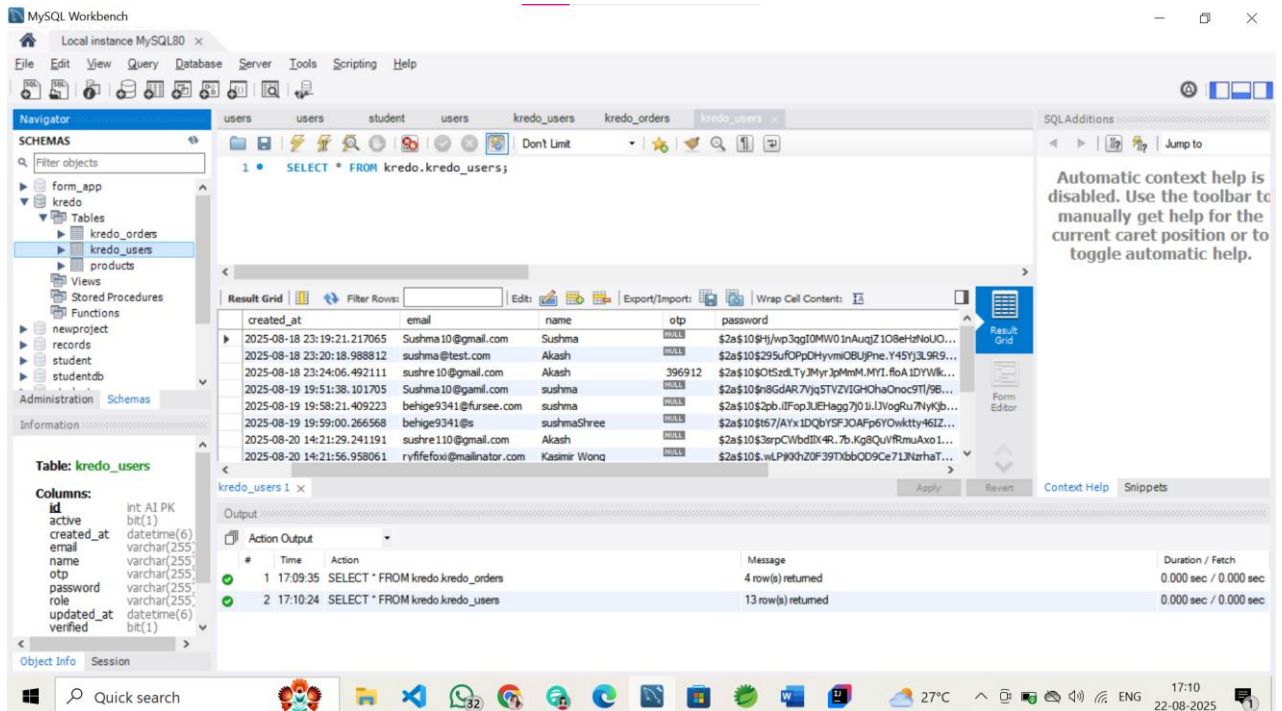 MySQL Workbench
Local instance MySQL80
File Edit View Query Database Server Tools Scripting Help
Navigator
SCHEMAS
Filter objects
form_app
kredo
Tables
kredo_orders
kredo_users
products
Views
Stored Procedures
Functions
newproject
records
student
studentdb
Administration Schemas
Information
Table: kredo_users
Columns:
id int AI PK
active bit(1)
created_at datetime(6)
email varchar(255)
name varchar(255)
otp varchar(255)
password varchar(255)
role varchar(255)
updated_at datetime(6)
verified bit(1)
Object Info Session
users users student users kredo_users kredo_orders kredo_users
Don't Limit
1 SELECT * FROM kredo.kredo_users;
Result Grid Filter Rows: Edit: Export/Import: Wrap Cell Content:
created_at email name otp password
2025-08-18 23:19:21.217065 Sushma10@gmail.com Sushma NULL
2025-08-18 23:20:18.988812 sushma@test.com Akash NULL
2025-08-18 23:24:06.492111 sushre10@gmail.com Akash 396912
2025-08-19 19:51:38.101705 Sushma10@gamil.com sushma NULL
2025-08-19 19:58:21.409223 behige9341@fursee.com sushma NULL
2025-08-19 19:59:00.266568 behige9341@s sushmaShree NULL
2025-08-20 14:21:29.241191 sushre110@gmail.com Akash NULL
2025-08-20 14:21:56.958061 ryfifefoxi@mailinator.com Kasimir Wong NULL
Result Grid
Form Editor
kredo_users 1
Apply Revert
Output
Action Output
# Time Action Message Duration / Fetch
1 17:09:35 SELECT * FROM kredo.kredo_orders 4 row(s) returned 0.000 sec / 0.000 sec
2 17:10:24 SELECT * FROM kredo.kredo_users 13 row(s) returned 0.000 sec / 0.000 sec
SQLAdditions
Jump to
Automatic context help is
disabled. Use the toolbar to
manually get help for the
current caret position or to
toggle automatic help.
Context Help Snippets
Quick search
32
27°C
ENG
17:10
22-08-2025
1